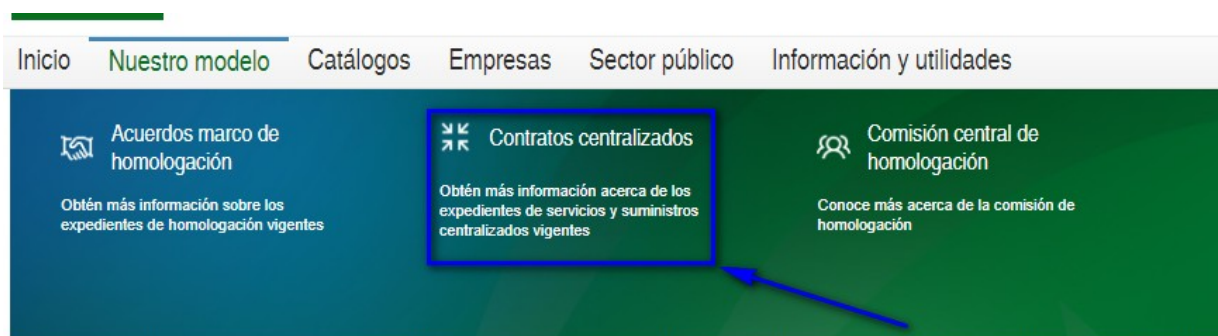 Inicio Nuestro modelo Catálogos Empresas Sector público Información y utilidades
Acuerdos marco de
homologación
Obtén más información sobre los
expedientes de homologación vigentes
Contratos centralizados
Obtén más información acerca de los
expedientes de servicios y suministros
centralizados vigentes
Comisión central de
homologación
Conoce más acerca de la comisión de
homologación